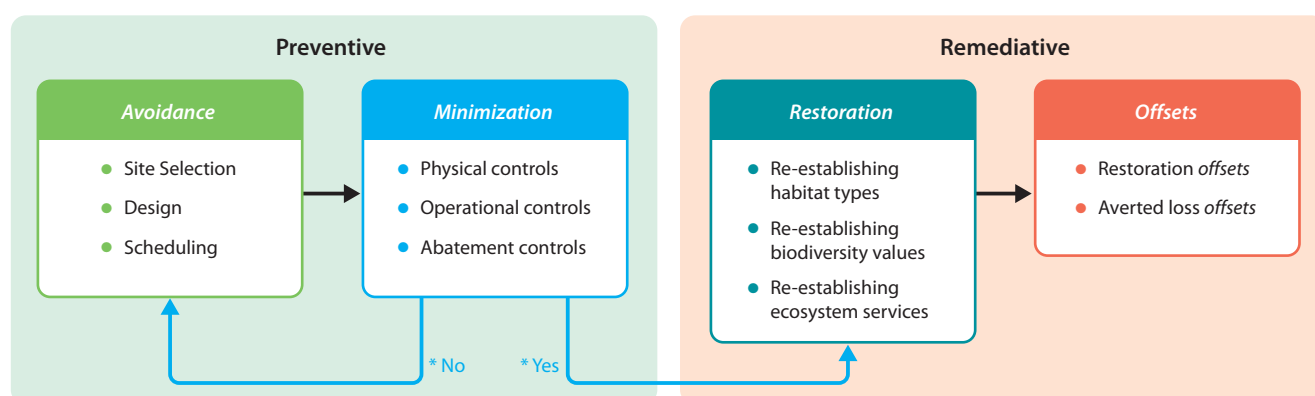 Preventive
Remediative
Avoidance
Site Selection
Design
Scheduling
Minimization
Physical controls
Operational controls
Abatement controls
Restoration
Re-establishing
habitat types
Re-establishing
biodiversity values
Re-establishing
ecosystem services
Offsets
Restoration offsets
Averted loss offsets
* No
* Yes